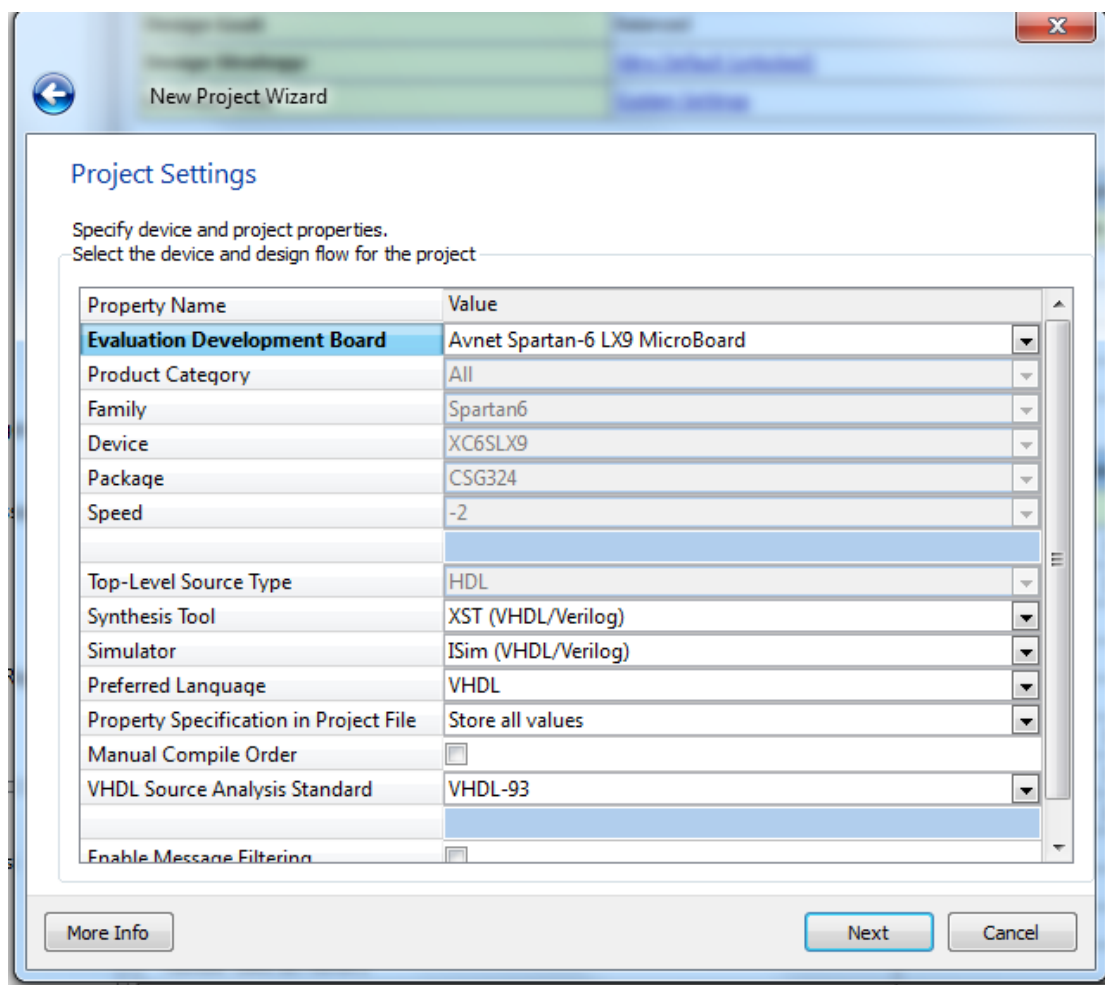 New Project Wizard
Project Settings
Specify device and project properties.
Select the device and design flow for the project
Property Name Value
Evaluation Development Board Avnet Spartan-6 LX9 MicroBoard
Product Category All
Family Spartan6
Device XC6SLX9
Package CSG324
Speed -2
Top-Level Source Type HDL
Synthesis Tool XST (VHDL/Verilog)
Simulator ISim (VHDL/Verilog)
Preferred Language VHDL
Property Specification in Project File Store all values
Manual Compile Order
VHDL Source Analysis Standard VHDL-93
Enable Message Filtering
More Info Next Cancel